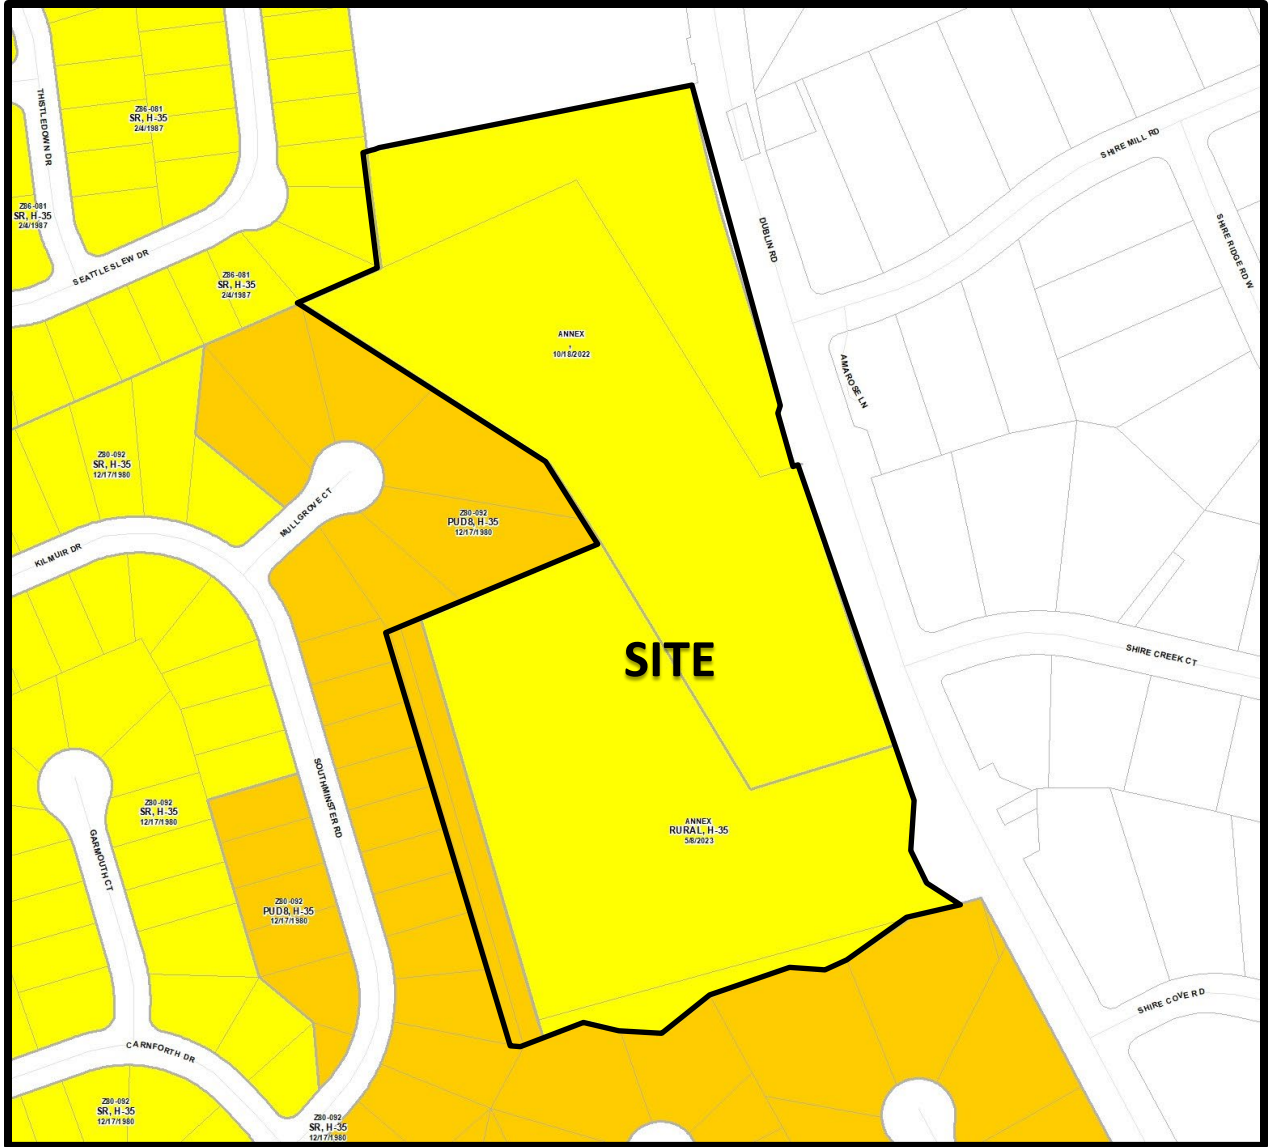 THISTLEDOWN DR
Z86-081
SR, H-35
2/4/1987
Z86-081
SR, H-35
2/4/1987
SEATTLE SLEW DR
Z86-081
SR, H-35
2/4/1987
DUBLIN RD
SHIRE MILL RD
SHIRE RIDGE RD W
ANNEX
,
10/18/2022
AMAROSE LN
Z80-092
SR, H-35
12/17/1980
MULLGROVE CT
Z80-092
PUD8, H-35
12/17/1980
KILMUIR DR
SITE
SHIRE CREEK CT
SOUTHMINSTER RD
Z80-092
SR, H-35
12/17/1980
GARMOUTH CT
ANNEX
RURAL, H-35
5/8/2023
Z80-092
PUD8, H-35
12/17/1980
SHIRE COVE RD
CARNFORTH DR
Z80-092
SR, H-35
12/17/1980
Z80-092
SR, H-35
12/17/1980